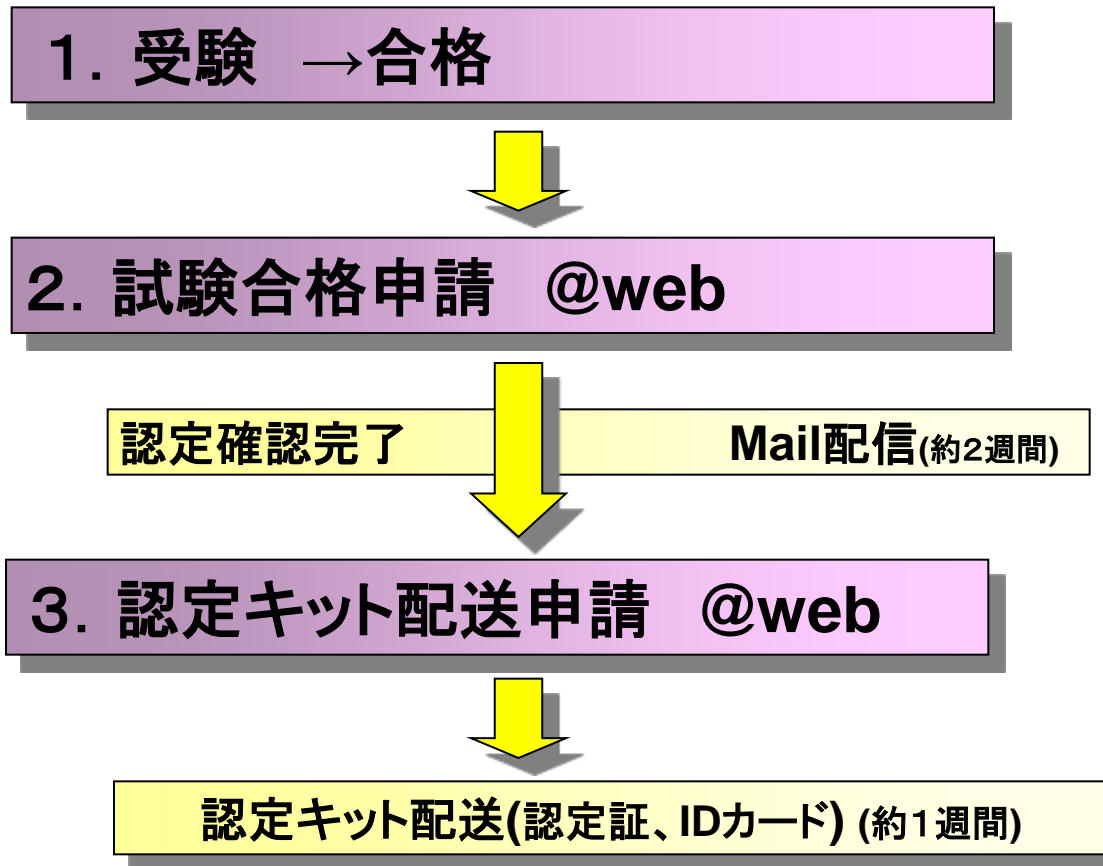 １．受験　→合格
２．試験合格申請　@web
認定確認完了　Mail配信(約２週間)
３．認定キット配送申請　@web
認定キット配送(認定証、IDカード) (約１週間)